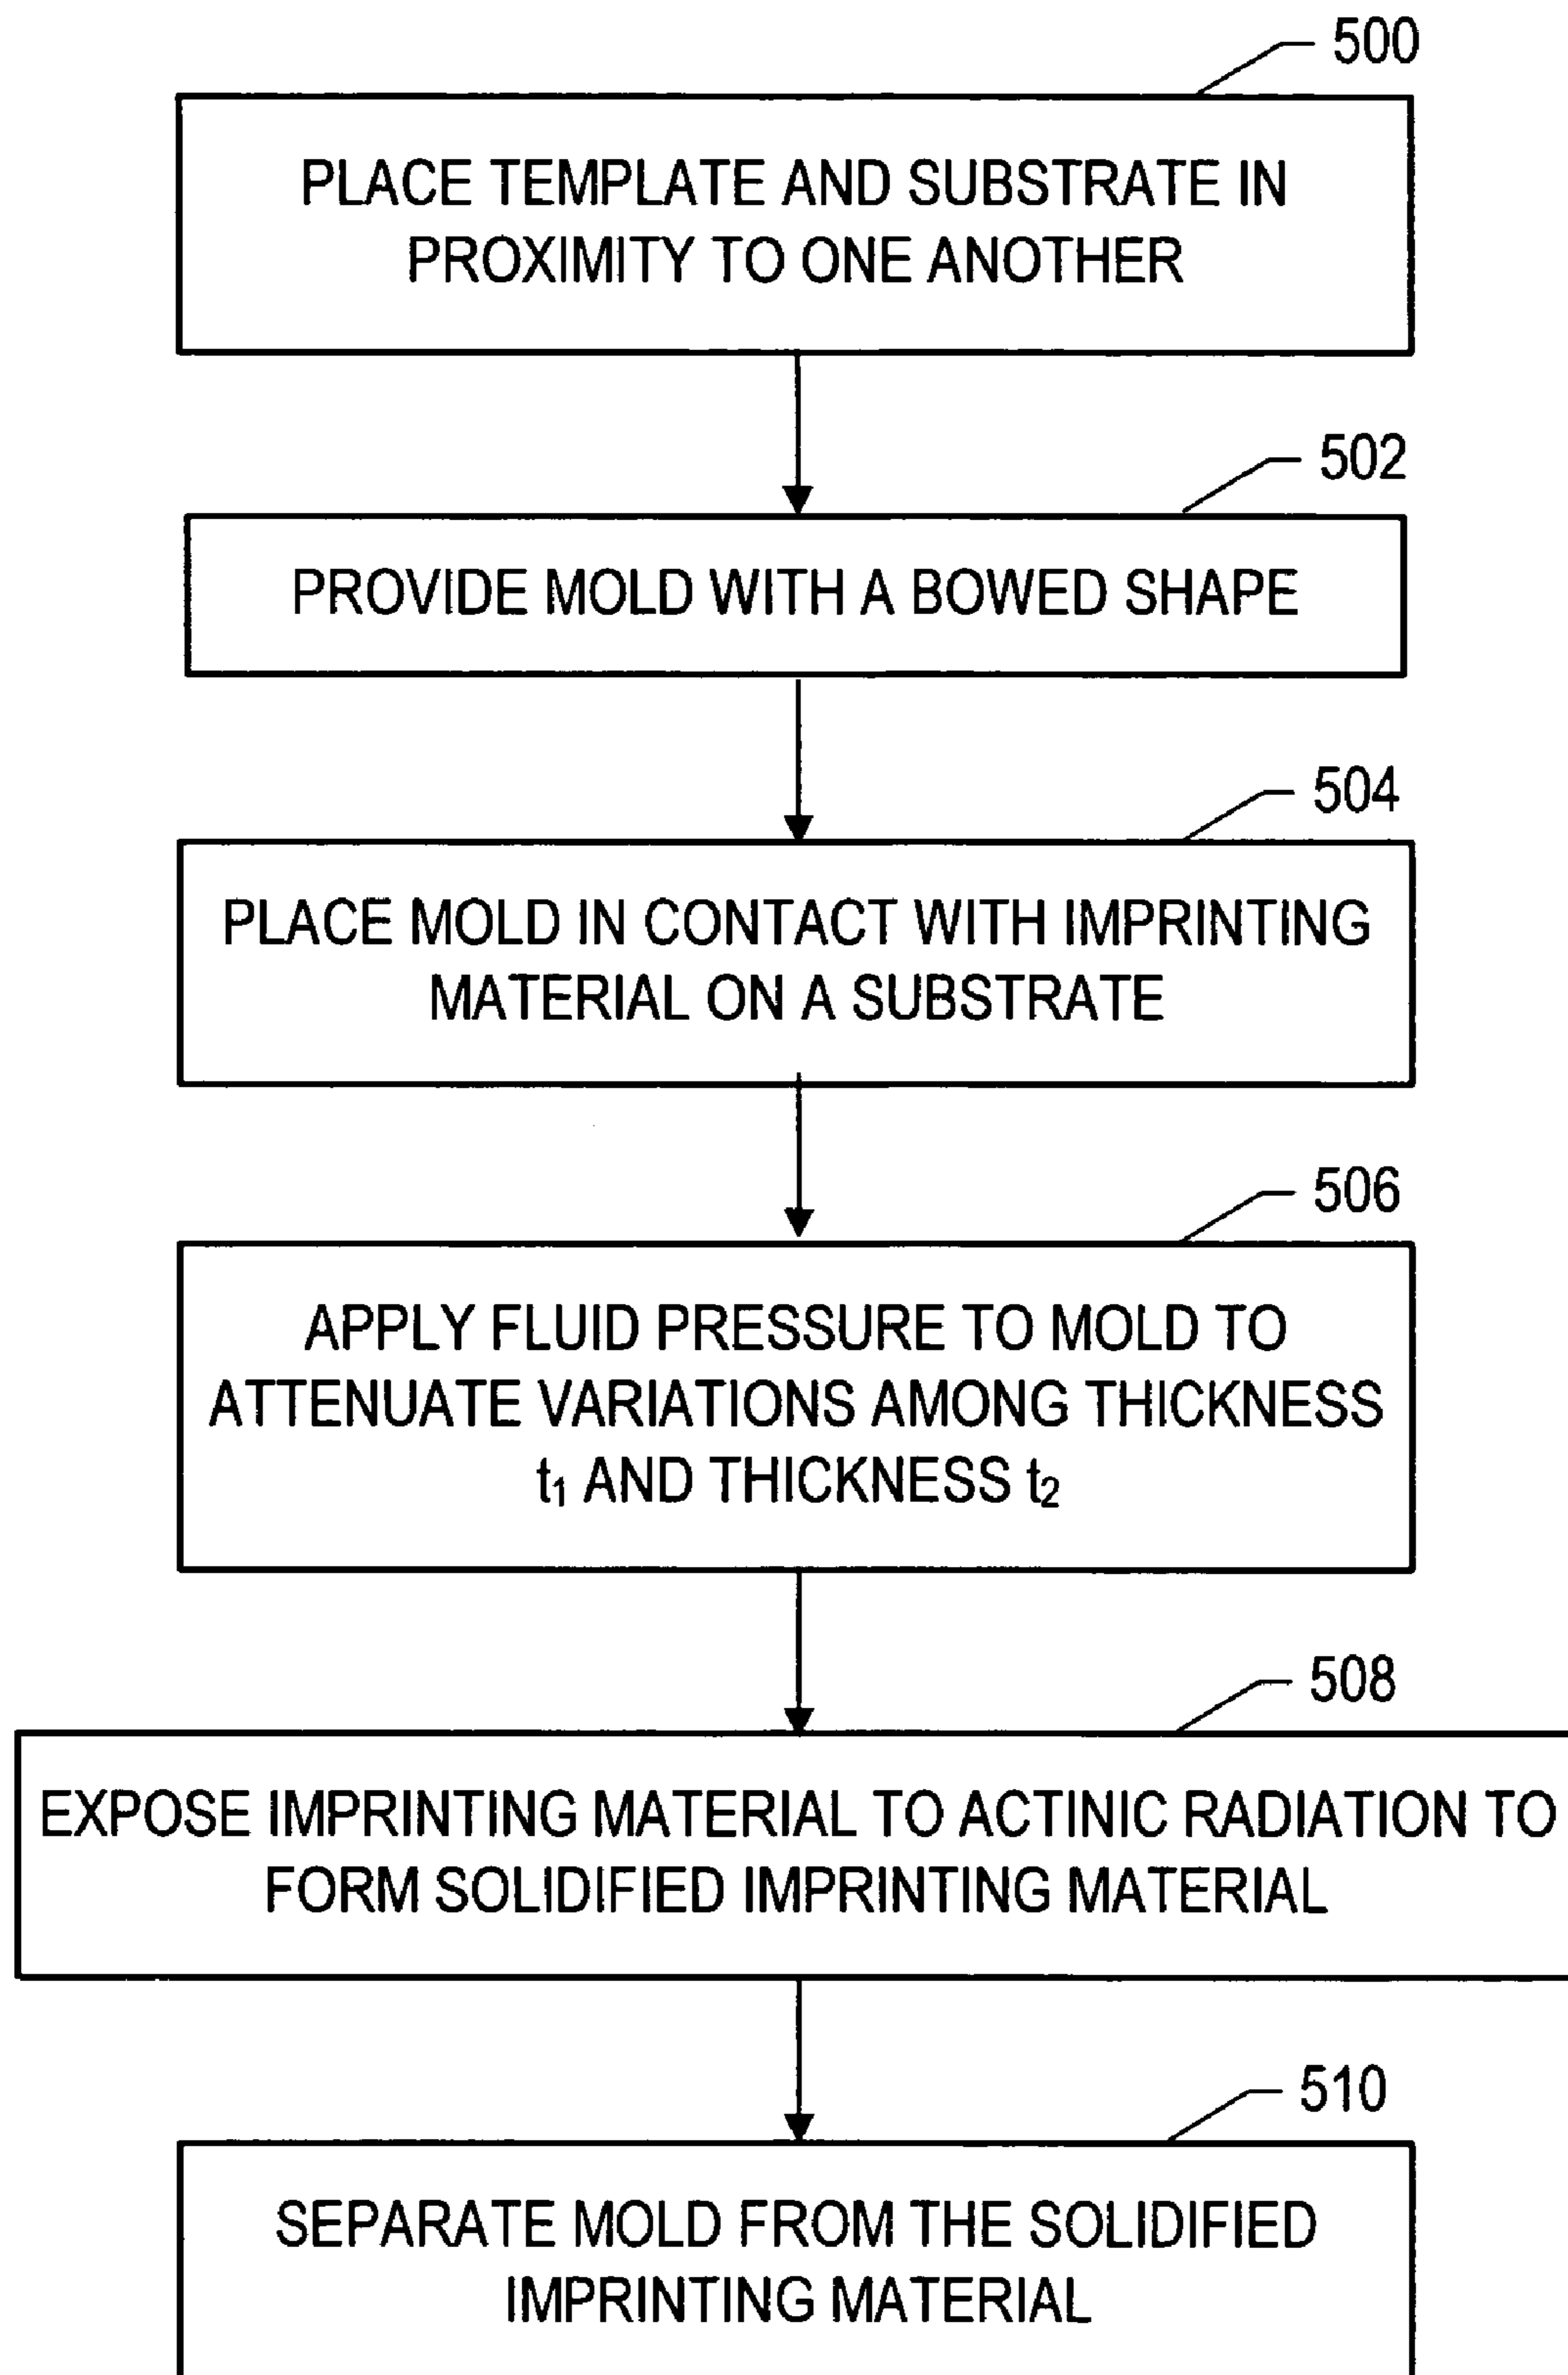 500
PLACE TEMPLATE AND SUBSTRATE IN
PROXIMITY TO ONE ANOTHER
502
PROVIDE MOLD WITH A BOWED SHAPE
504
PLACE MOLD IN CONTACT WITH IMPRINTING
MATERIAL ON A SUBSTRATE
506
APPLY FLUID PRESSURE TO MOLD TO
ATTENUATE VARIATIONS AMONG THICKNESS
t₁ AND THICKNESS t₂
508
EXPOSE IMPRINTING MATERIAL TO ACTINIC RADIATION TO
FORM SOLIDIFIED IMPRINTING MATERIAL
510
SEPARATE MOLD FROM THE SOLIDIFIED
IMPRINTING MATERIAL